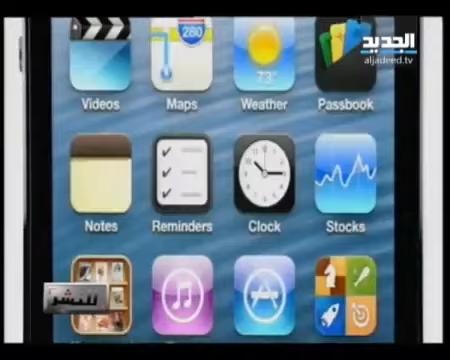 الجديد
aljadeed.tv
280
73°
Videos
Maps
Weather
Passbook
Notes
Reminders
Clock
Stocks
للنشر